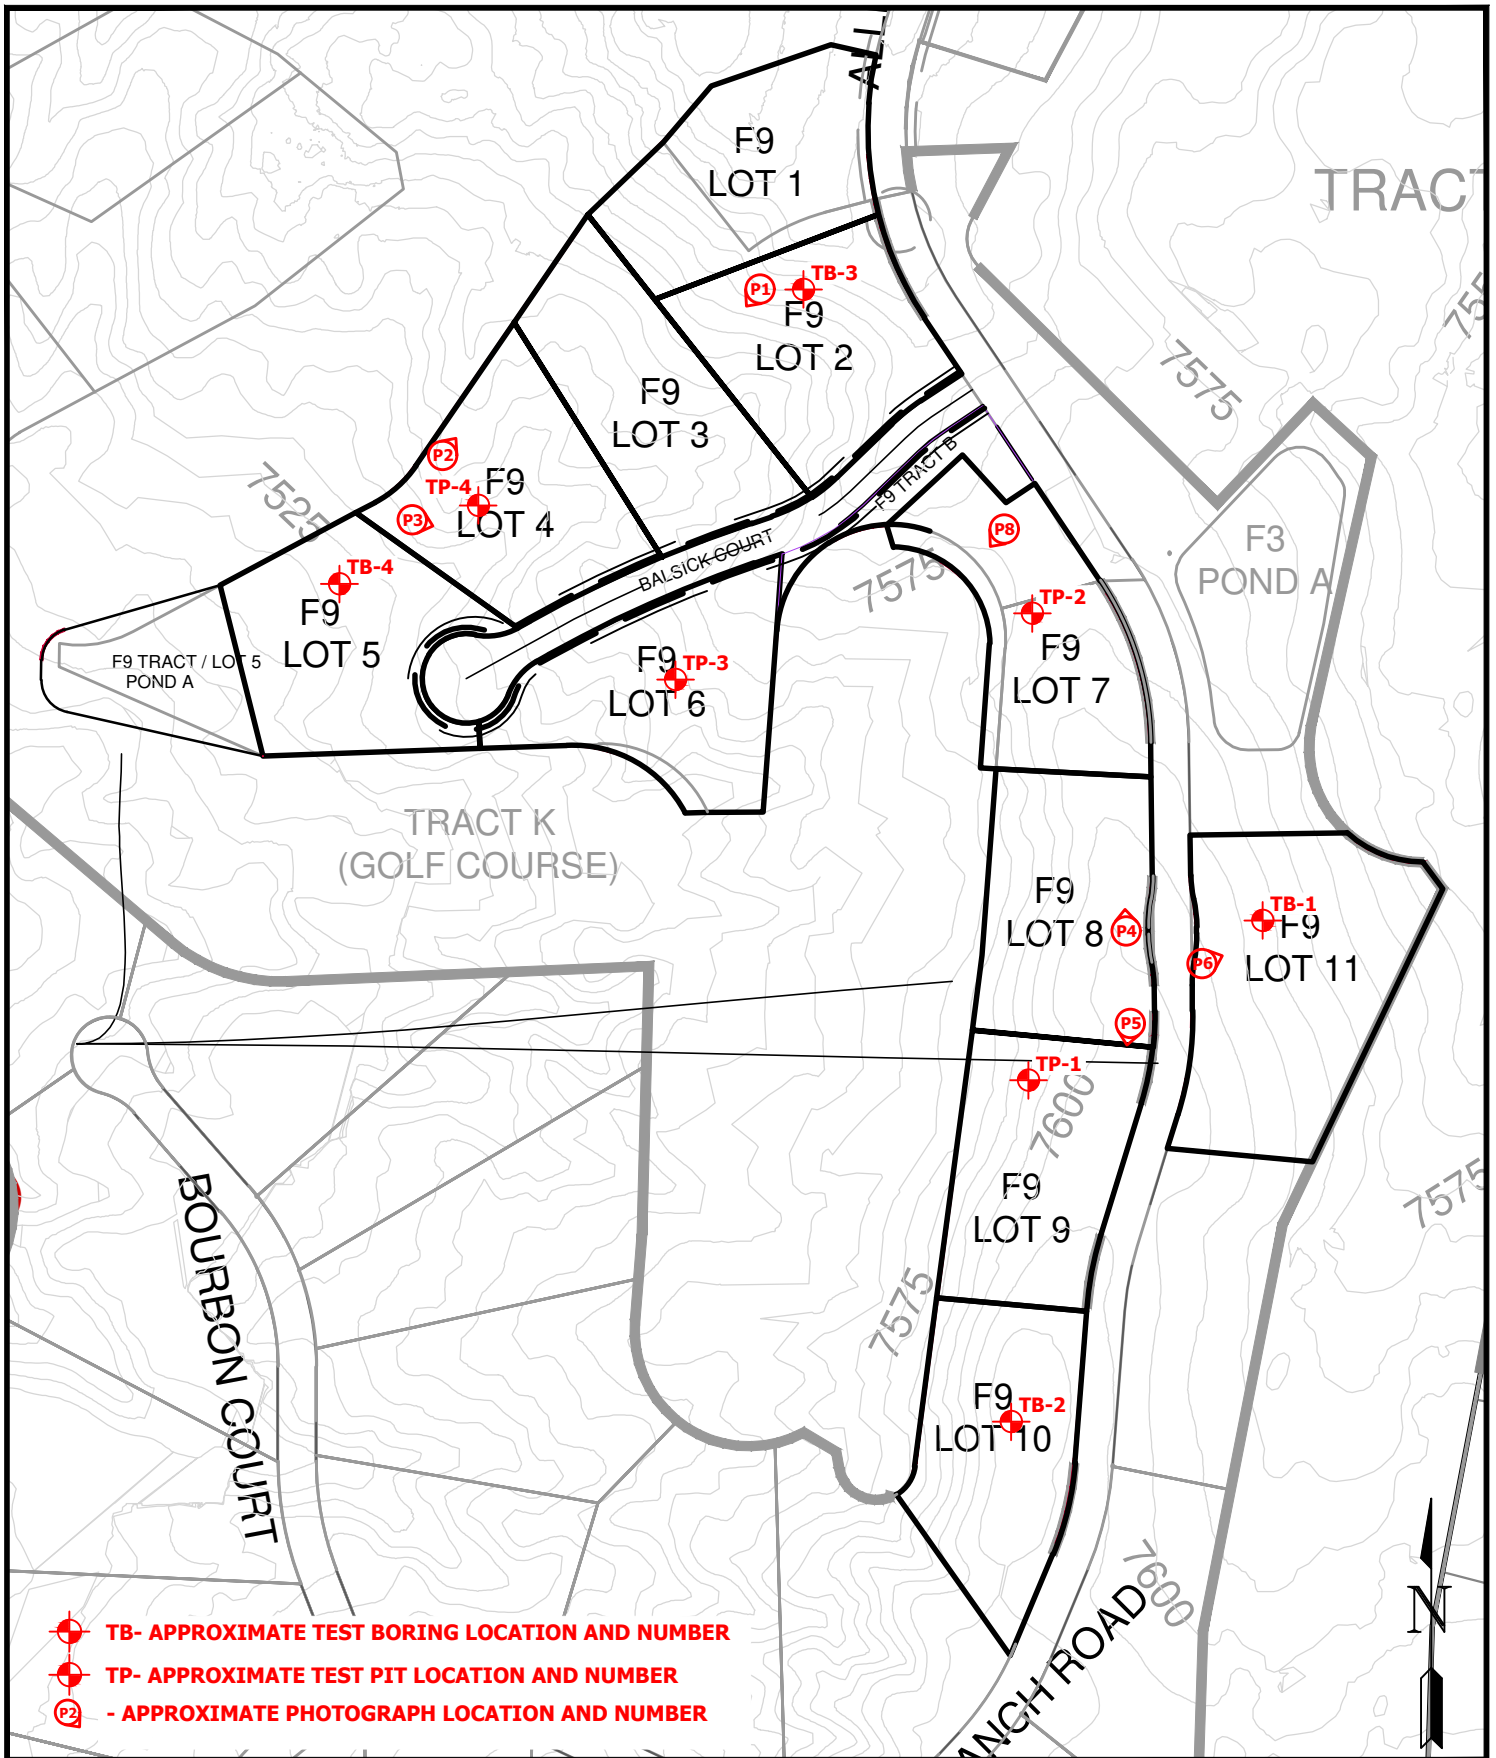 F9
LOT 1
TRACT
P1
TB-3
F9
LOT 2
7575
F9
LOT 3
P2
TP-4
F9
LOT 4
P3
7525
F9 TRACT B
P8
BALSICK COURT
7575
F3
POND A
TB-4
F9
LOT 5
F9 TRACT / LOT 5
POND A
TP-2
F9
LOT 7
F9
TP-3
LOT 6
TRACT K
(GOLF COURSE)
F9
LOT 8
P4
TB-1
F9
LOT 11
P6
P5
TP-1
7600
F9
LOT 9
7575
BOURBON COURT
7575
F9
TB-2
LOT 10
7600
ANCH ROAD
N
TB- APPROXIMATE TEST BORING LOCATION AND NUMBER
TP- APPROXIMATE TEST PIT LOCATION AND NUMBER
P2 - APPROXIMATE PHOTOGRAPH LOCATION AND NUMBER